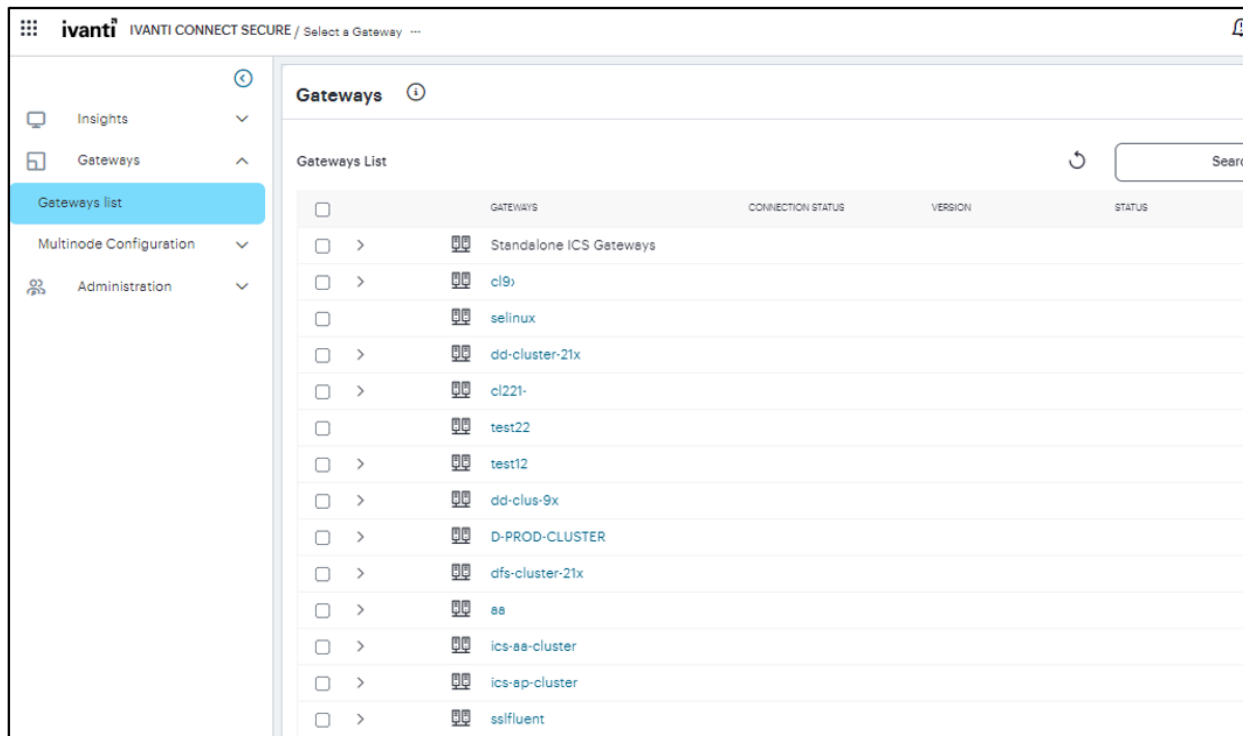 ivanti IVANTI CONNECT SECURE / Select a Gateway ...
Insights
Gateways
Gateways list
Multinode Configuration
Administration
Gateways
Gateways List
Searc
GATEWAYS CONNECTION STATUS VERSION STATUS
Standalone ICS Gateways
cl9
selinux
dd-cluster-21x
cl221-
test22
test12
dd-clus-9x
D-PROD-CLUSTER
dfs-cluster-21x
aa
ics-aa-cluster
ics-ap-cluster
sslfluent